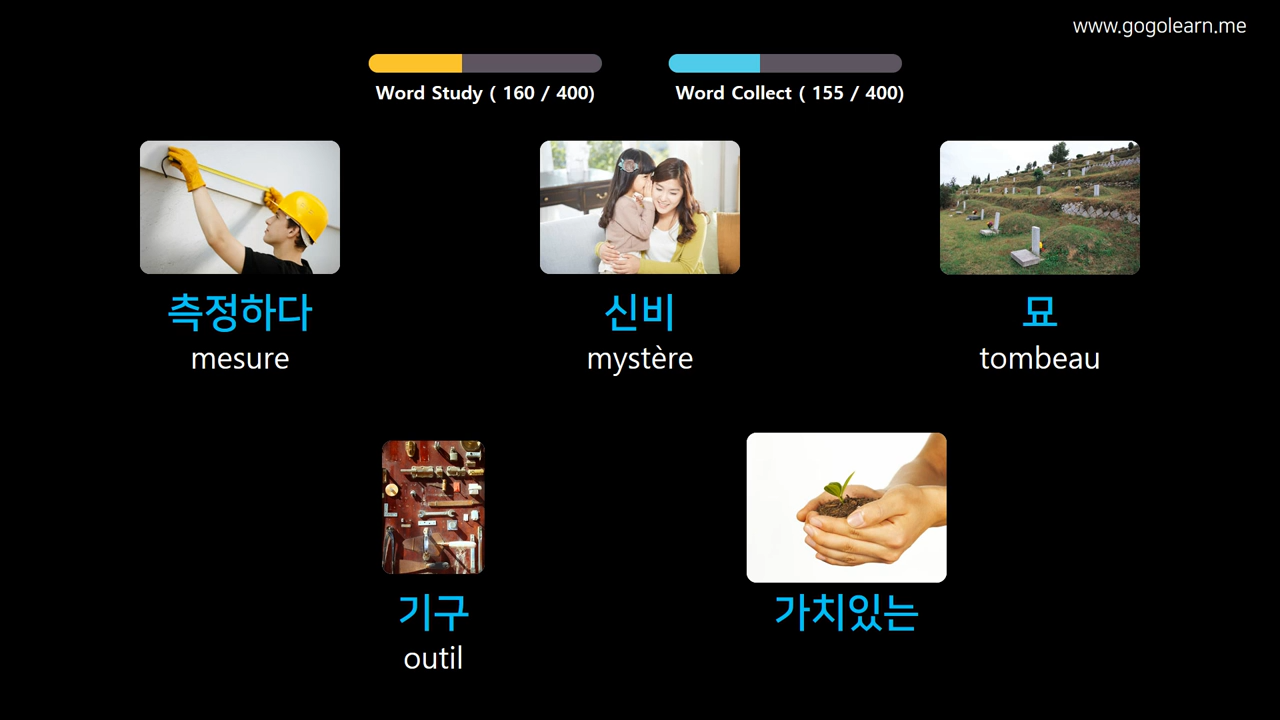 www.gogolearn.me
Word Study ( 160 / 400)
Word Collect ( 155 / 400)
측정하다
mesure
신비
mystère
묘
tombeau
기구
outil
가치있는